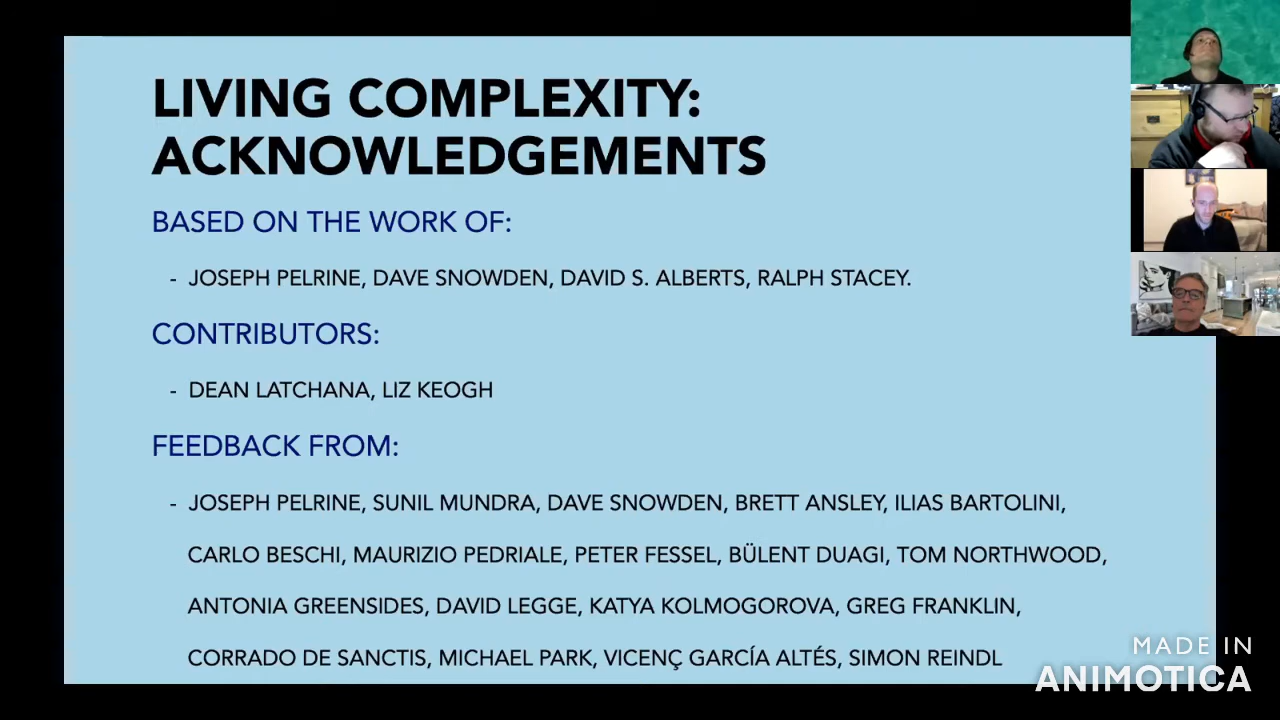 LIVING COMPLEXITY:
ACKNOWLEDGEMENTS
BASED ON THE WORK OF:
- JOSEPH PELRINE, DAVE SNOWDEN, DAVID S. ALBERTS, RALPH STACEY.
CONTRIBUTORS:
- DEAN LATCHANA, LIZ KEOGH
FEEDBACK FROM:
- JOSEPH PELRINE, SUNIL MUNDRA, DAVE SNOWDEN, BRETT ANSLEY, ILIAS BARTOLINI,
CARLO BESCHI, MAURIZIO PEDRIALE, PETER FESSEL, BÜLENT DUAGI, TOM NORTHWOOD,
ANTONIA GREENSIDES, DAVID LEGGE, KATYA KOLMOGOROVA, GREG FRANKLIN,
CORRADO DE SANCTIS, MICHAEL PARK, VICENÇ GARCÍA ALTÉS, SIMON REINDL
MADE IN
ANIMOTICA